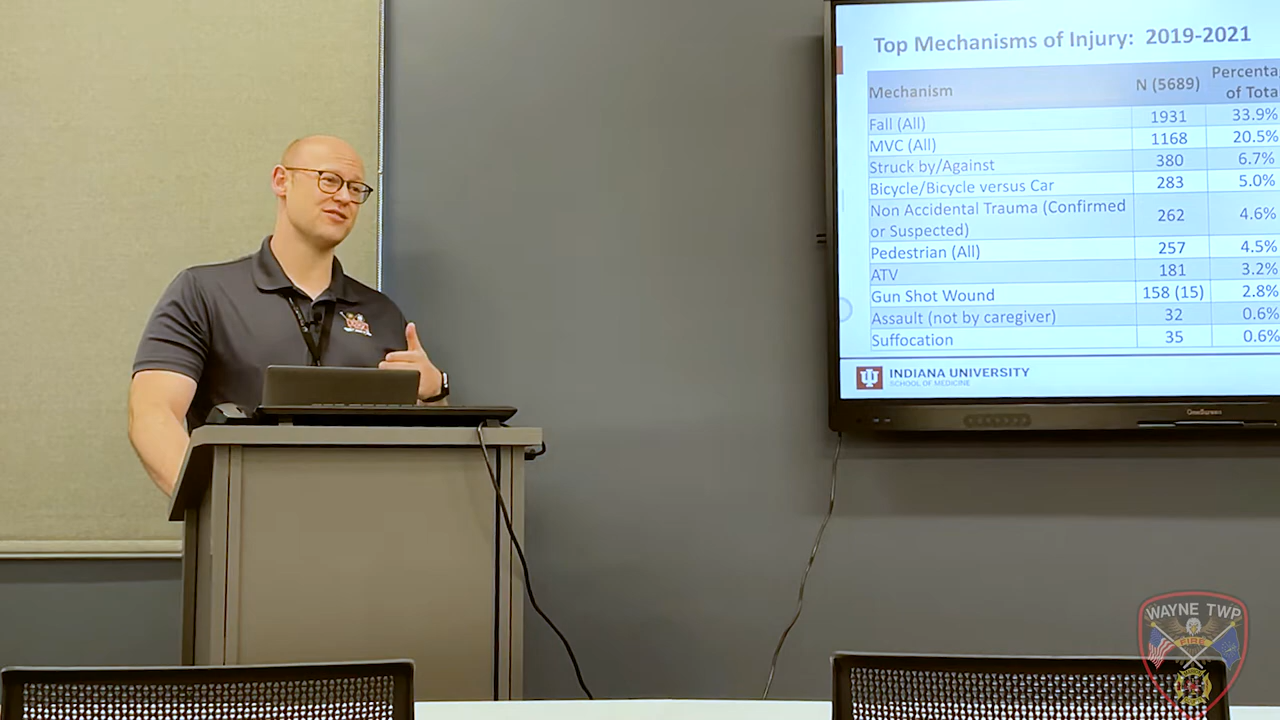 Top Mechanisms of Injury: 2019-2021
Mechanism N (5689) Percenta
of Tota
Fall (All) 1931 33.9%
MVC (All) 1168 20.5%
Struck by/Against 380 6.7%
Bicycle/Bicycle versus Car 283 5.0%
Non Accidental Trauma (Confirmed
or Suspected) 262 4.6%
Pedestrian (All) 257 4.5%
ATV 181 3.2%
Gun Shot Wound 158 (15) 2.8%
Assault (not by caregiver) 32 0.6%
Suffocation 35 0.6%
INDIANA UNIVERSITY
SCHOOL OF MEDICINE
WAYNE TWP
FIRE